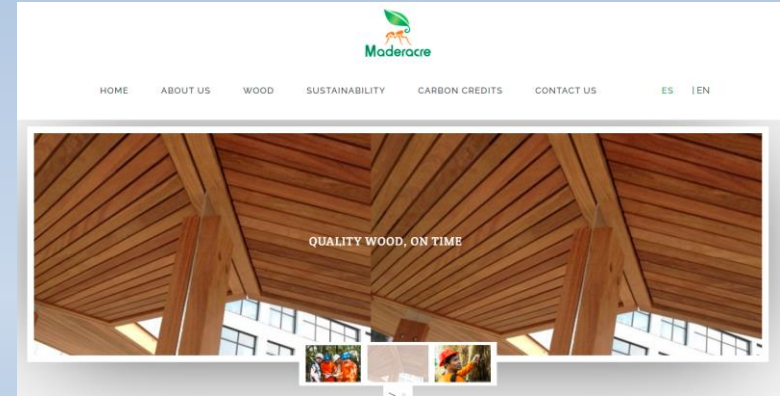 Maderacre
HOME ABOUT US WOOD SUSTAINABILITY CARBON CREDITS CONTACT US ES | EN
QUALITY WOOD, ON TIME